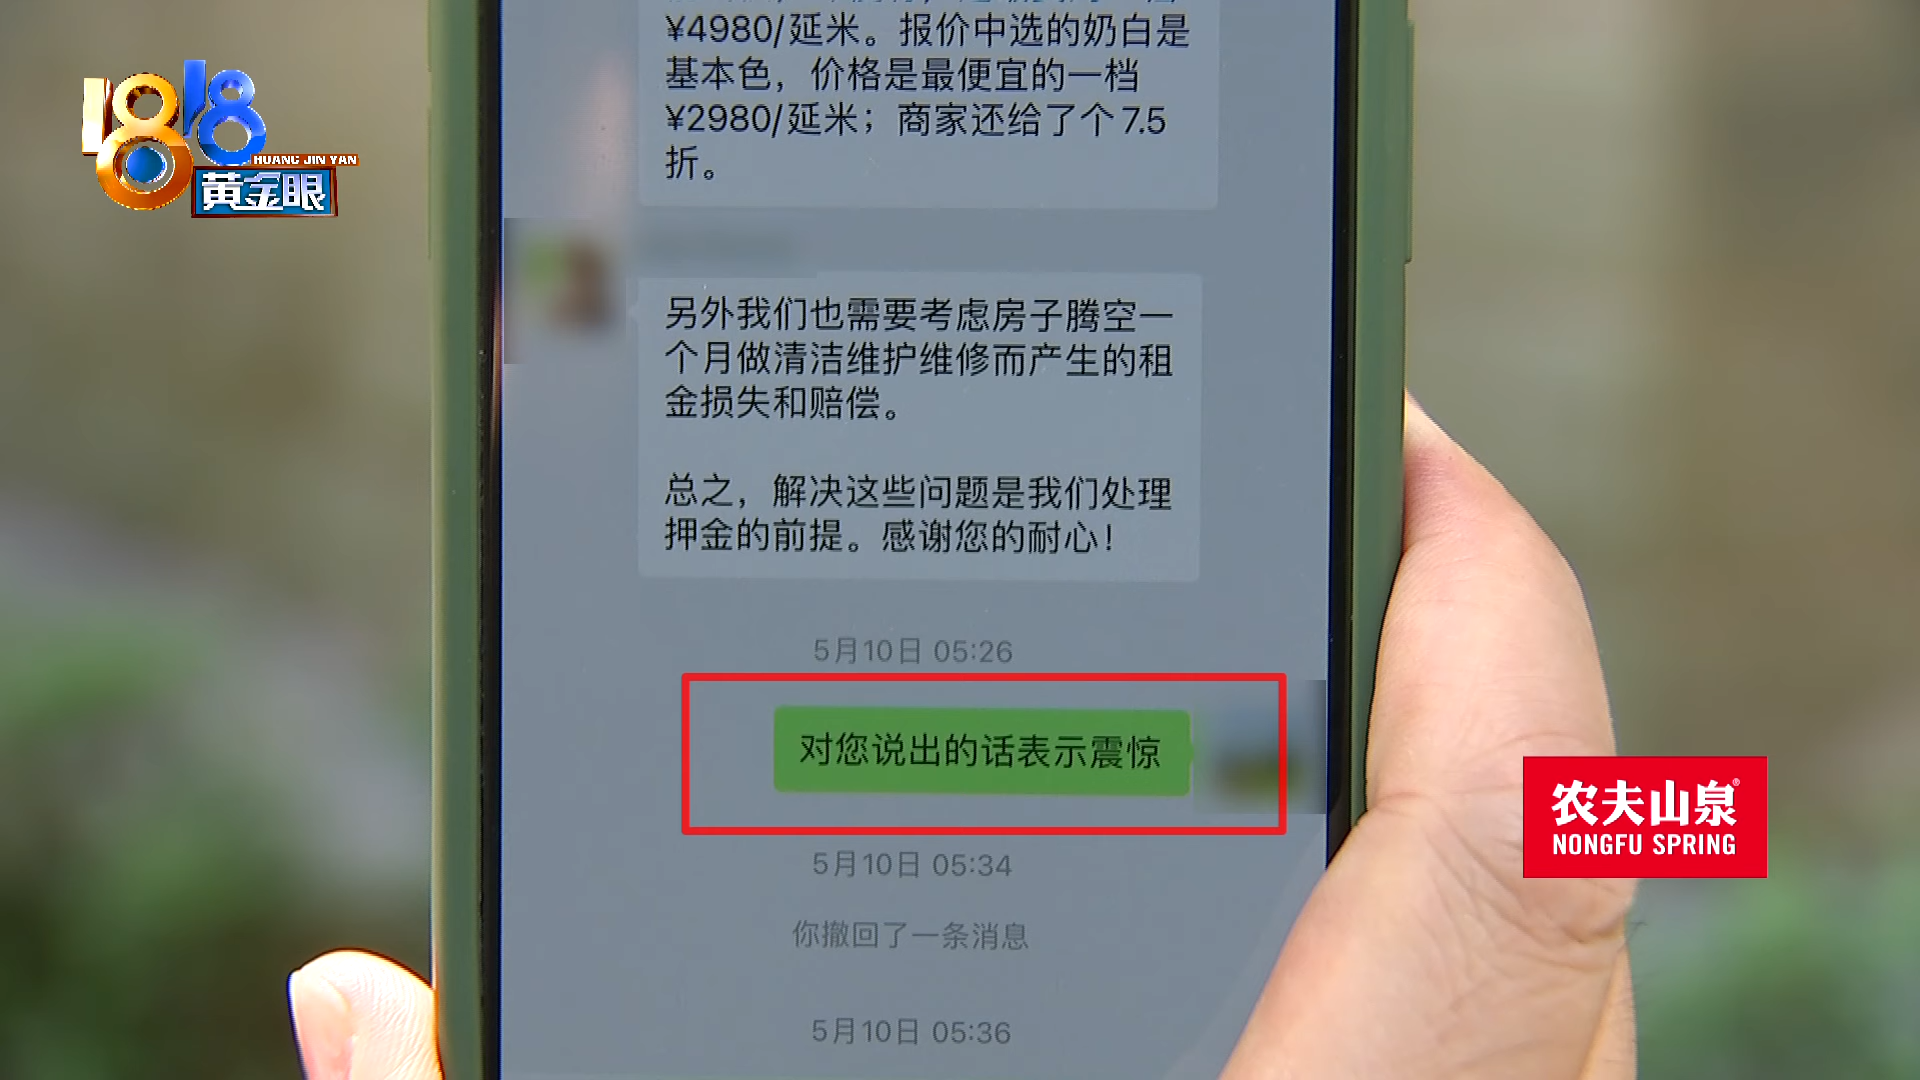 ¥4980/延米。报价中选的奶白是
基本色，价格是最便宜的一档
¥2980/延米；商家还给了个7.5
折。
1818
HUANG JIN YAN
黄金眼
另外我们也需要考虑房子腾空一
个月做清洁维护维修而产生的租
金损失和赔偿。
总之，解决这些问题是我们处理
押金的前提。感谢您的耐心！
5月10日 05:26
对您说出的话表示震惊
农夫山泉®
NONGFU SPRING
5月10日 05:34
你撤回了一条消息
5月10日 05:36